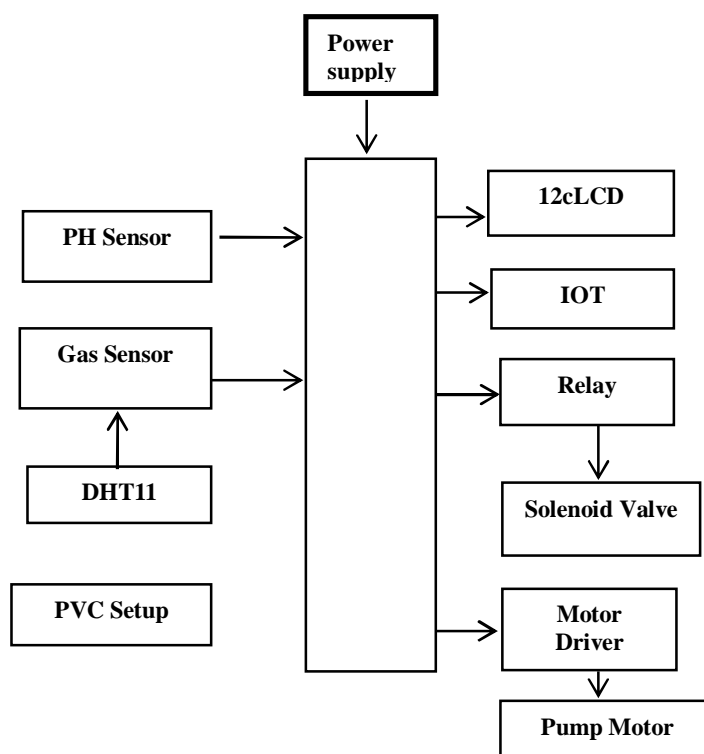 Power
supply
12cLCD
PH Sensor
IOT
Gas Sensor
Relay
DHT11
Solenoid Valve
PVC Setup
Motor
Driver
Pump Motor